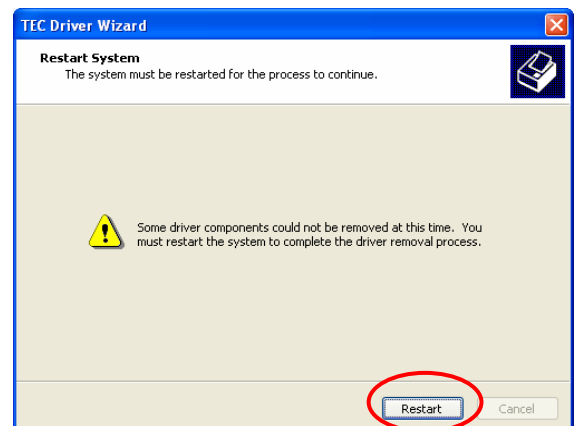 TEC Driver Wizard
Restart System
The system must be restarted for the process to continue.
Some driver components could not be removed at this time. You
must restart the system to complete the driver removal process.
Restart
Cancel